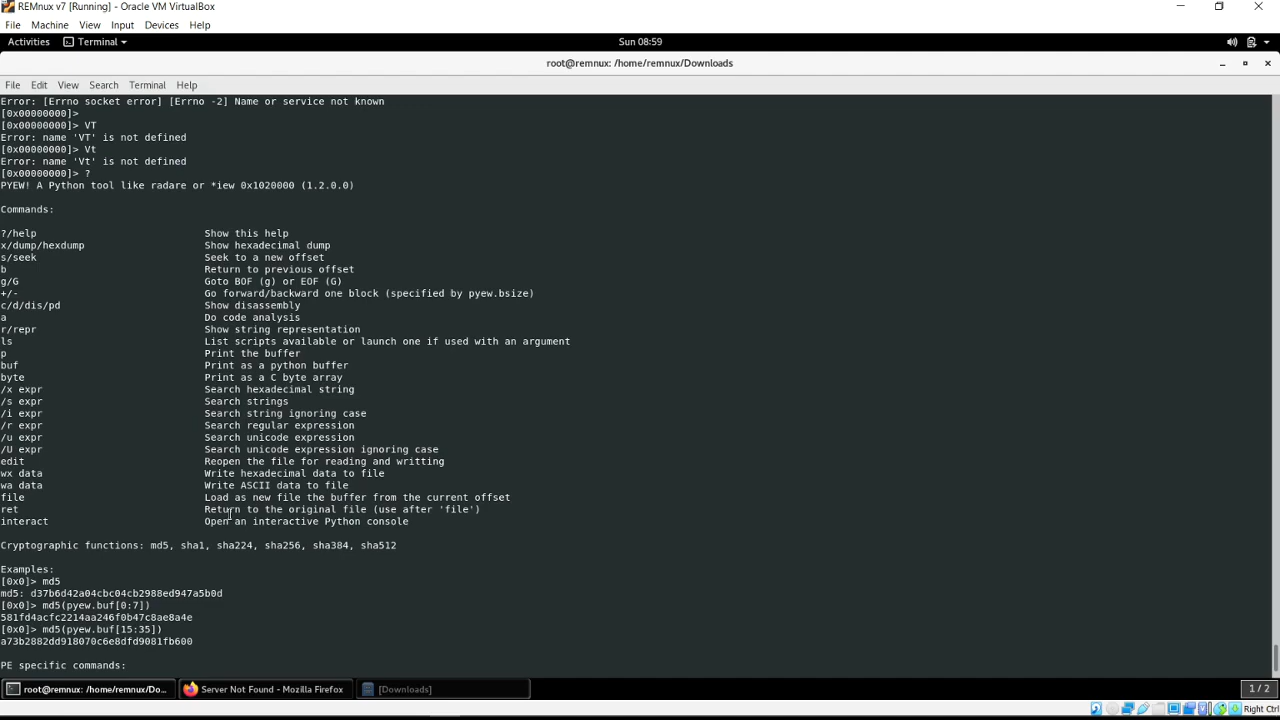 REMnux v7 [Running] - Oracle VM VirtualBox
File Machine View Input Devices Help
Activities Terminal Sun 08:59
root@remnux: /home/remnux/Downloads
File Edit View Search Terminal Help
Error: [Errno socket error] [Errno -2] Name or service not known
[0x00000000]>
[0x00000000]> VT
Error: name 'VT' is not defined
[0x00000000]> Vt
Error: name 'Vt' is not defined
[0x00000000]> ?
PYEW! A Python tool like radare or *iew 0x1020000 (1.2.0.0)
Commands:
?/help Show this help
x/dump/hexdump Show hexadecimal dump
s/seek Seek to a new offset
b Return to previous offset
g/G Goto BOF (g) or EOF (G)
+/- Go forward/backward one block (specified by pyew.bsize)
c/d/dis/pd Show disassembly
a Do code analysis
r/repr Show string representation
ls List scripts available or launch one if used with an argument
p Print the buffer
buf Print as a python buffer
byte Print as a C byte array
/x expr Search hexadecimal string
/s expr Search strings
/i expr Search string ignoring case
/r expr Search regular expression
/u expr Search unicode expression
/U expr Search unicode expression ignoring case
edit Reopen the file for reading and writting
wx data Write hexadecimal data to file
wa data Write ASCII data to file
file Load as new file the buffer from the current offset
ret Return to the original file (use after 'file')
interact Open an interactive Python console
Cryptographic functions: md5, sha1, sha224, sha256, sha384, sha512
Examples:
[0x0]> md5
md5: d37b6d42a04cbc04cb2988ed947a5b0d
[0x0]> md5(pyew.buf[0:7])
581fd4acfc2214aa246f0b47c8ae8a4e
[0x0]> md5(pyew.buf[15:35])
a73b2882dd918070c6e8dfd9081fb600
PE specific commands:
root@remnux: /home/remnux/Do... Server Not Found - Mozilla Firefox [Downloads] 1 / 2
Right Ctrl